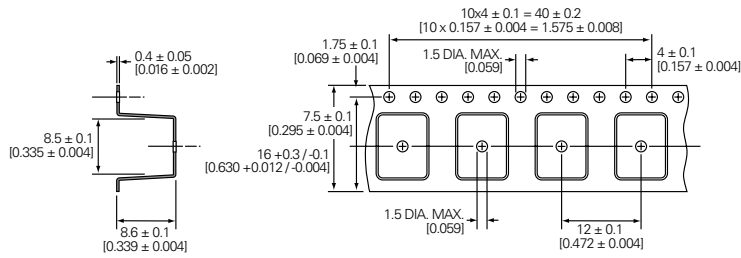 10x4 ± 0.1 = 40 ± 0.2
[10 x 0.157 ± 0.004 = 1.575 ± 0.008]
0.4 ± 0.05
[0.016 ± 0.002]
1.75 ± 0.1
[0.069 ± 0.004]
1.5 DIA. MAX.
[0.059]
4 ± 0.1
[0.157 ± 0.004]
7.5 ± 0.1
[0.295 ± 0.004]
8.5 ± 0.1
[0.335 ± 0.004]
16 +0.3 / -0.1
[0.630 +0.012 / -0.004]
1.5 DIA. MAX.
[0.059]
12 ± 0.1
[0.472 ± 0.004]
8.6 ± 0.1
[0.339 ± 0.004]